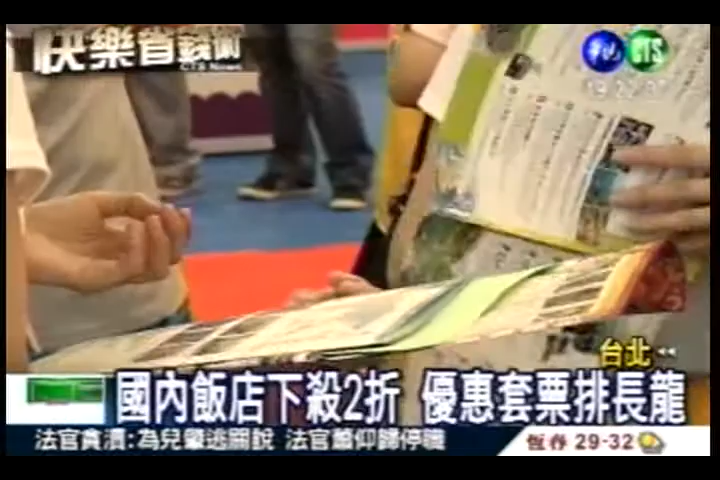 快樂省錢術
CTS News
華視 CTS
台北
國內飯店下殺2折 優惠套票排長龍
法官貪瀆:為兒肇逃關說 法官蕭仰歸停職
恆春 29-32